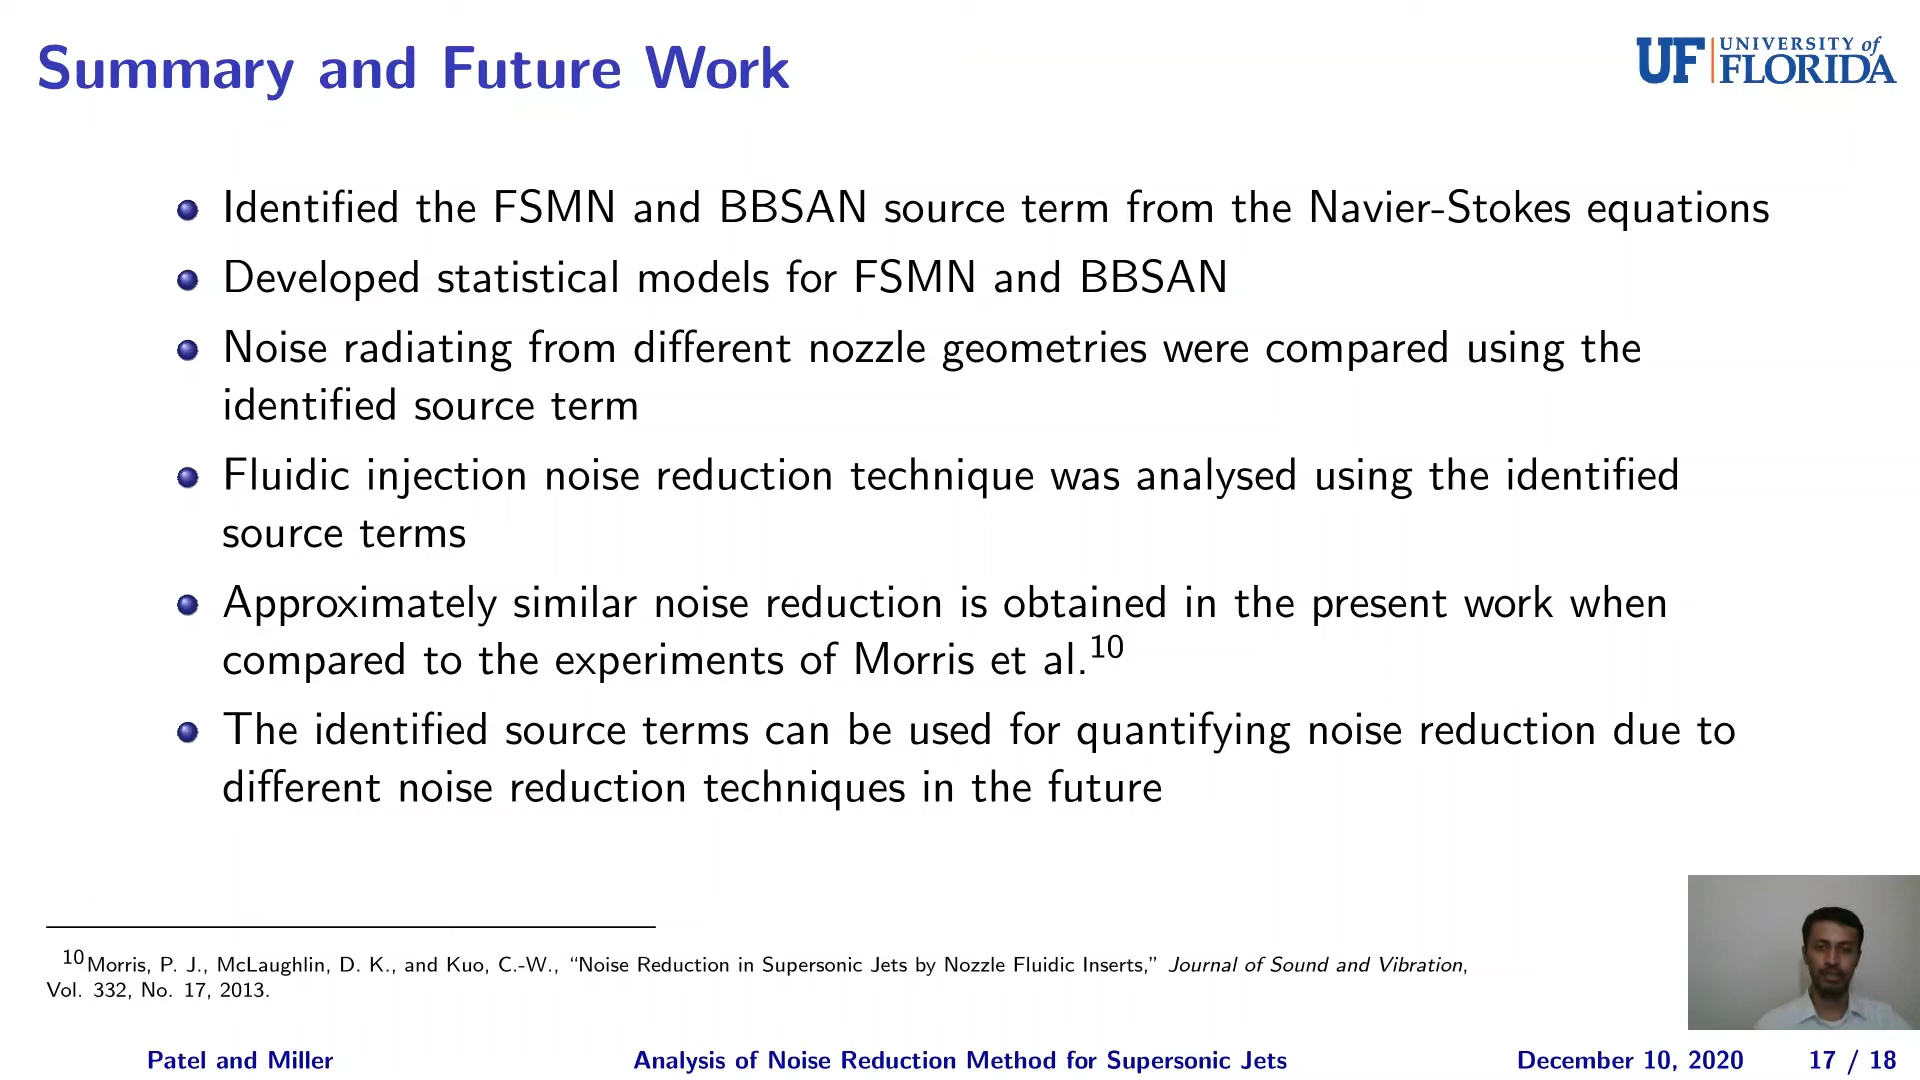 Summary and Future Work
UF UNIVERSITY of
FLORIDA
Identified the FSMN and BBSAN source term from the Navier-Stokes equations
Developed statistical models for FSMN and BBSAN
Noise radiating from different nozzle geometries were compared using the
identified source term
Fluidic injection noise reduction technique was analysed using the identified
source terms
Approximately similar noise reduction is obtained in the present work when
compared to the experiments of Morris et al.10
The identified source terms can be used for quantifying noise reduction due to
different noise reduction techniques in the future
10Morris, P. J., McLaughlin, D. K., and Kuo, C.-W., “Noise Reduction in Supersonic Jets by Nozzle Fluidic Inserts,” Journal of Sound and Vibration,
Vol. 332, No. 17, 2013.
Patel and Miller Analysis of Noise Reduction Method for Supersonic Jets December 10, 2020 17 / 18